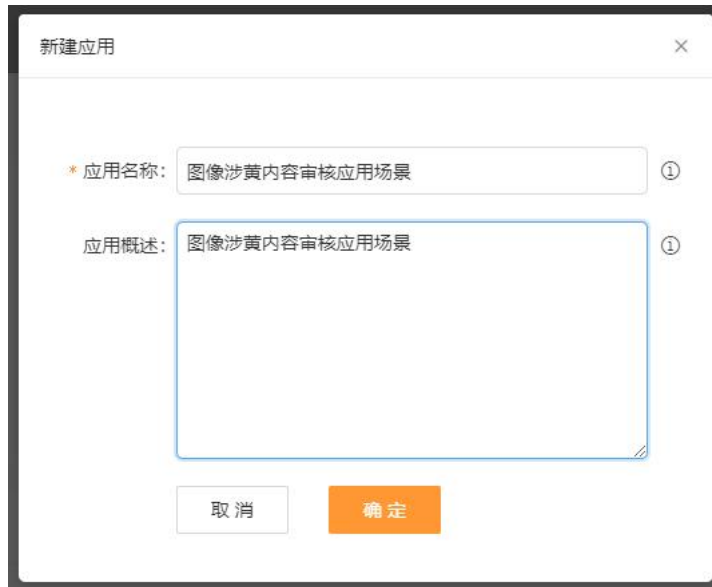 新建应用 ×
* 应用名称： 图像涉黄内容审核应用场景
应用概述： 图像涉黄内容审核应用场景
取消 确定